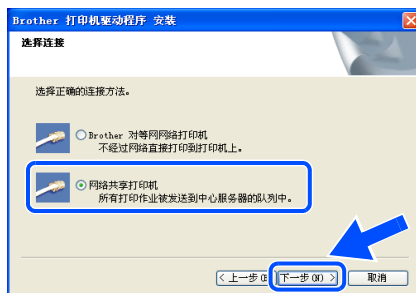 Brother 打印机驱动程序 安装
选择连接
选择正确的连接方法。
Brother 对等网网络打印机
不经过网络直接打印到打印机上。
网络共享打印机
所有打印作业被发送到中心服务器的队列中。
< 上一步(B) 下一步(N) > 取消